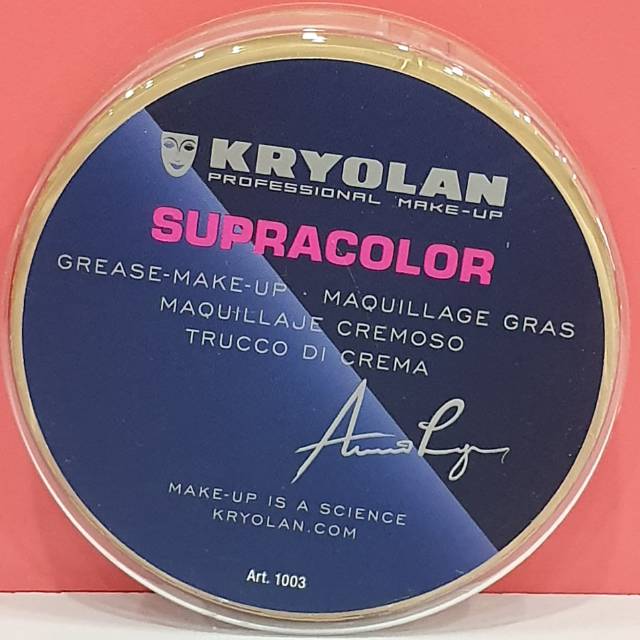 KRYOLAN
PROFESSIONAL MAKE-UP
SUPRACOLOR
GREASE-MAKE-UP . MAQUILLAGE GRAS
MAQUILLAJE CREMOSO
TRUCCO DI CREMA
MAKE-UP IS A SCIENCE
KRYOLAN.COM
Art. 1003